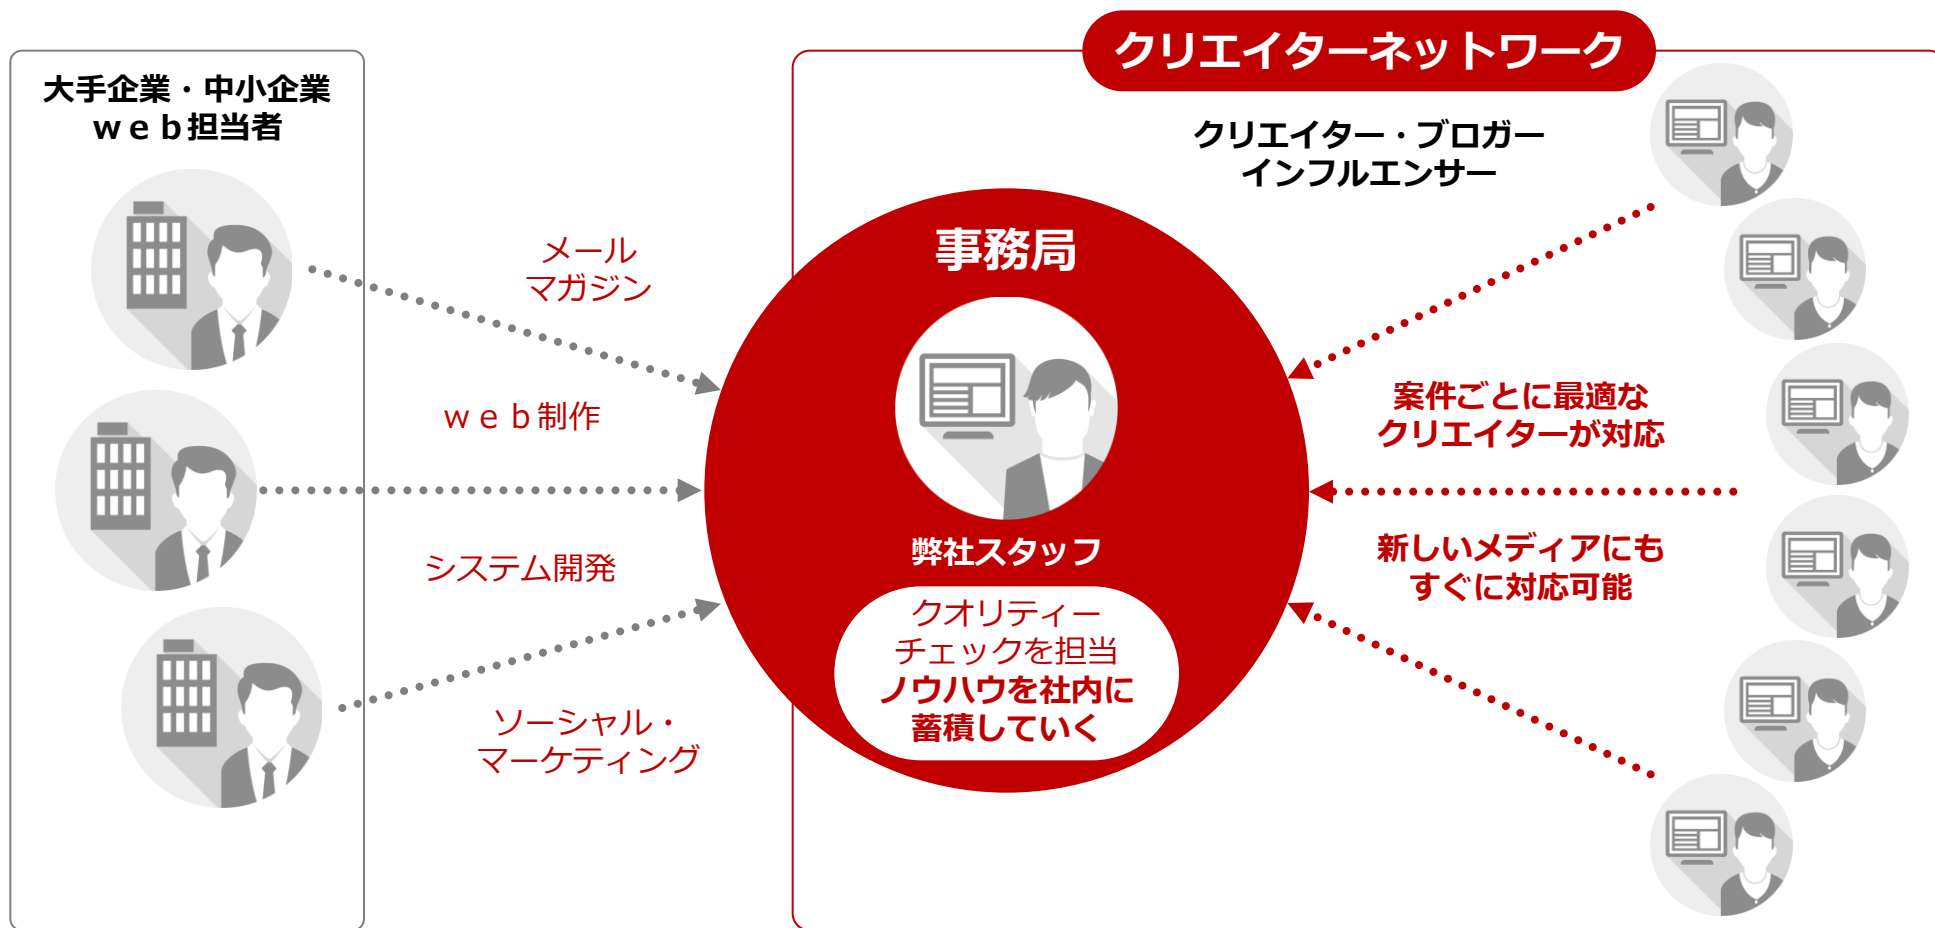 クリエイターネットワーク
大手企業・中小企業
ｗｅｂ担当者
クリエイター・ブロガー
インフルエンサー
メール
マガジン
ｗｅｂ制作
システム開発
ソーシャル・
マーケティング
事務局
弊社スタッフ
クオリティー
チェックを担当
ノウハウを社内に
蓄積していく
案件ごとに最適な
クリエイターが対応
新しいメディアにも
すぐに対応可能